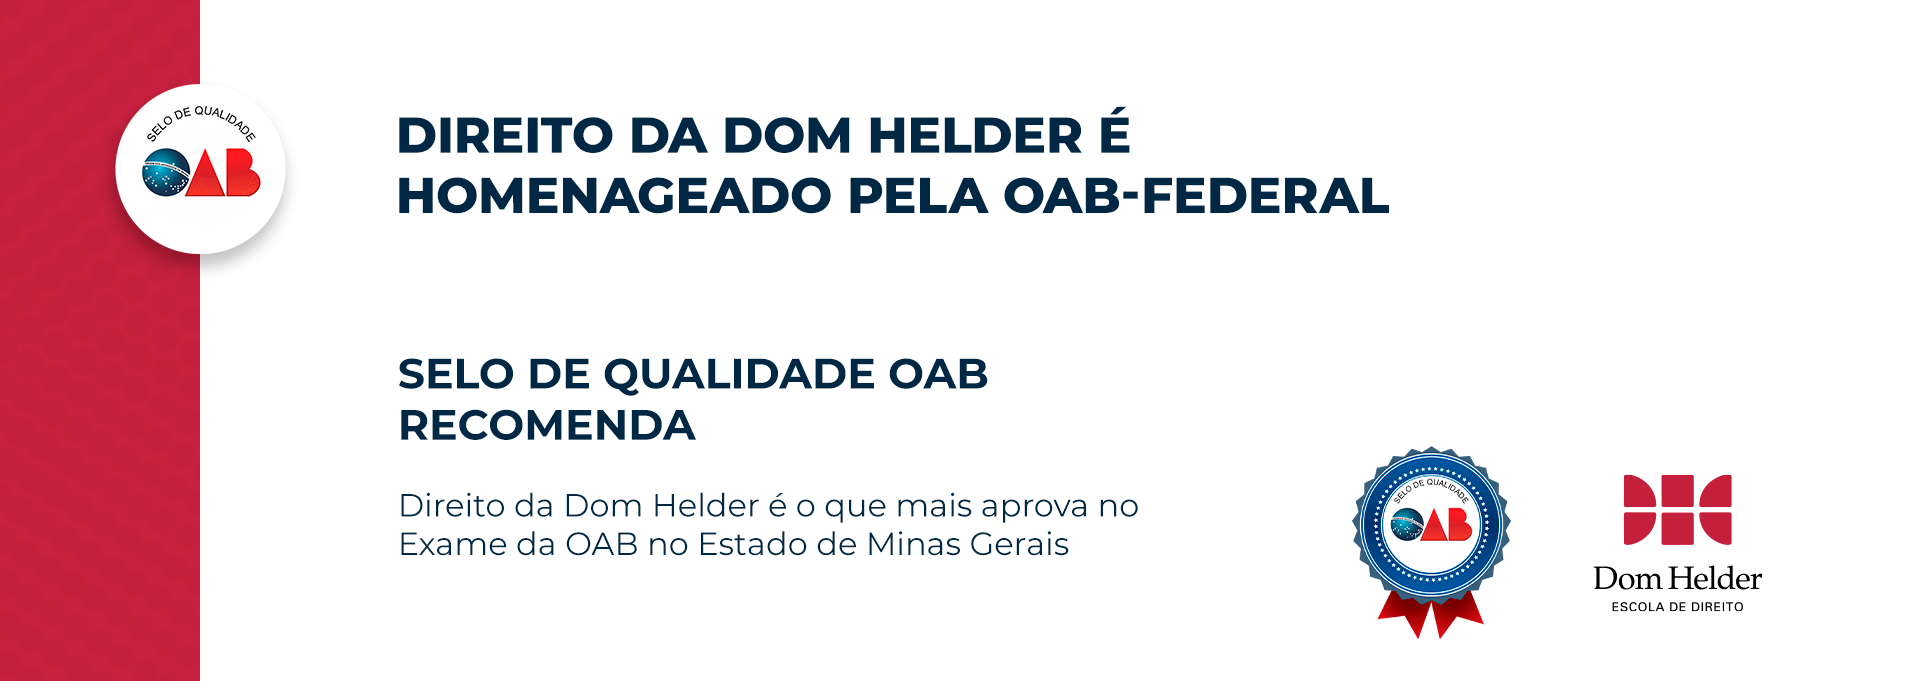 SELO DE QUALIDADE
OAB
DIREITO DA DOM HELDER É
HOMENAGEADO PELA OAB-FEDERAL
SELO DE QUALIDADE OAB
RECOMENDA
Direito da Dom Helder é o que mais aprova no
Exame da OAB no Estado de Minas Gerais
SELO DE QUALIDADE
OAB
Dom Helder
ESCOLA DE DIREITO